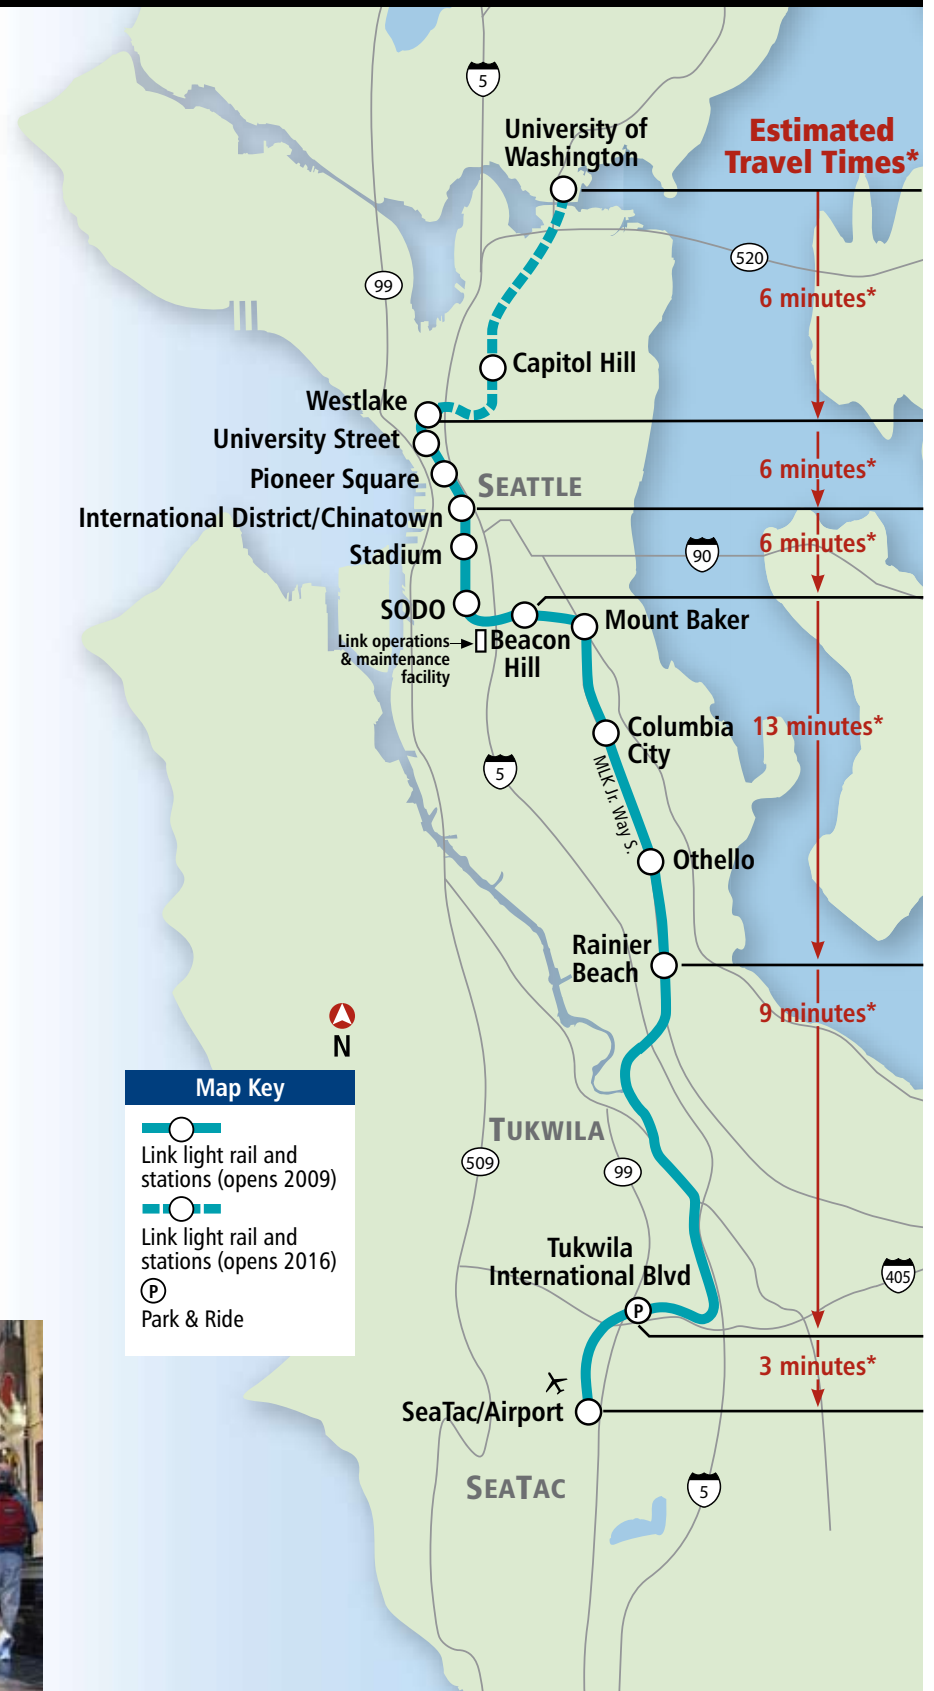 5
University of
Washington
Estimated
Travel Times*
520
99
6 minutes*
Capitol Hill
Westlake
University Street
6 minutes*
Pioneer Square
SEATTLE
International District/Chinatown
6 minutes*
Stadium
90
SODO
Mount Baker
Link operations
& maintenance
facility
Beacon
Hill
Columbia
City
13 minutes*
5
MLK Jr. Way S.
Othello
Rainier
Beach
9 minutes*
N
Map Key
Link light rail and
stations (opens 2009)
Link light rail and
stations (opens 2016)
P
Park & Ride
TUKWILA
509
99
Tukwila
International Blvd
405
P
3 minutes*
SeaTac/Airport
SEATAC
5